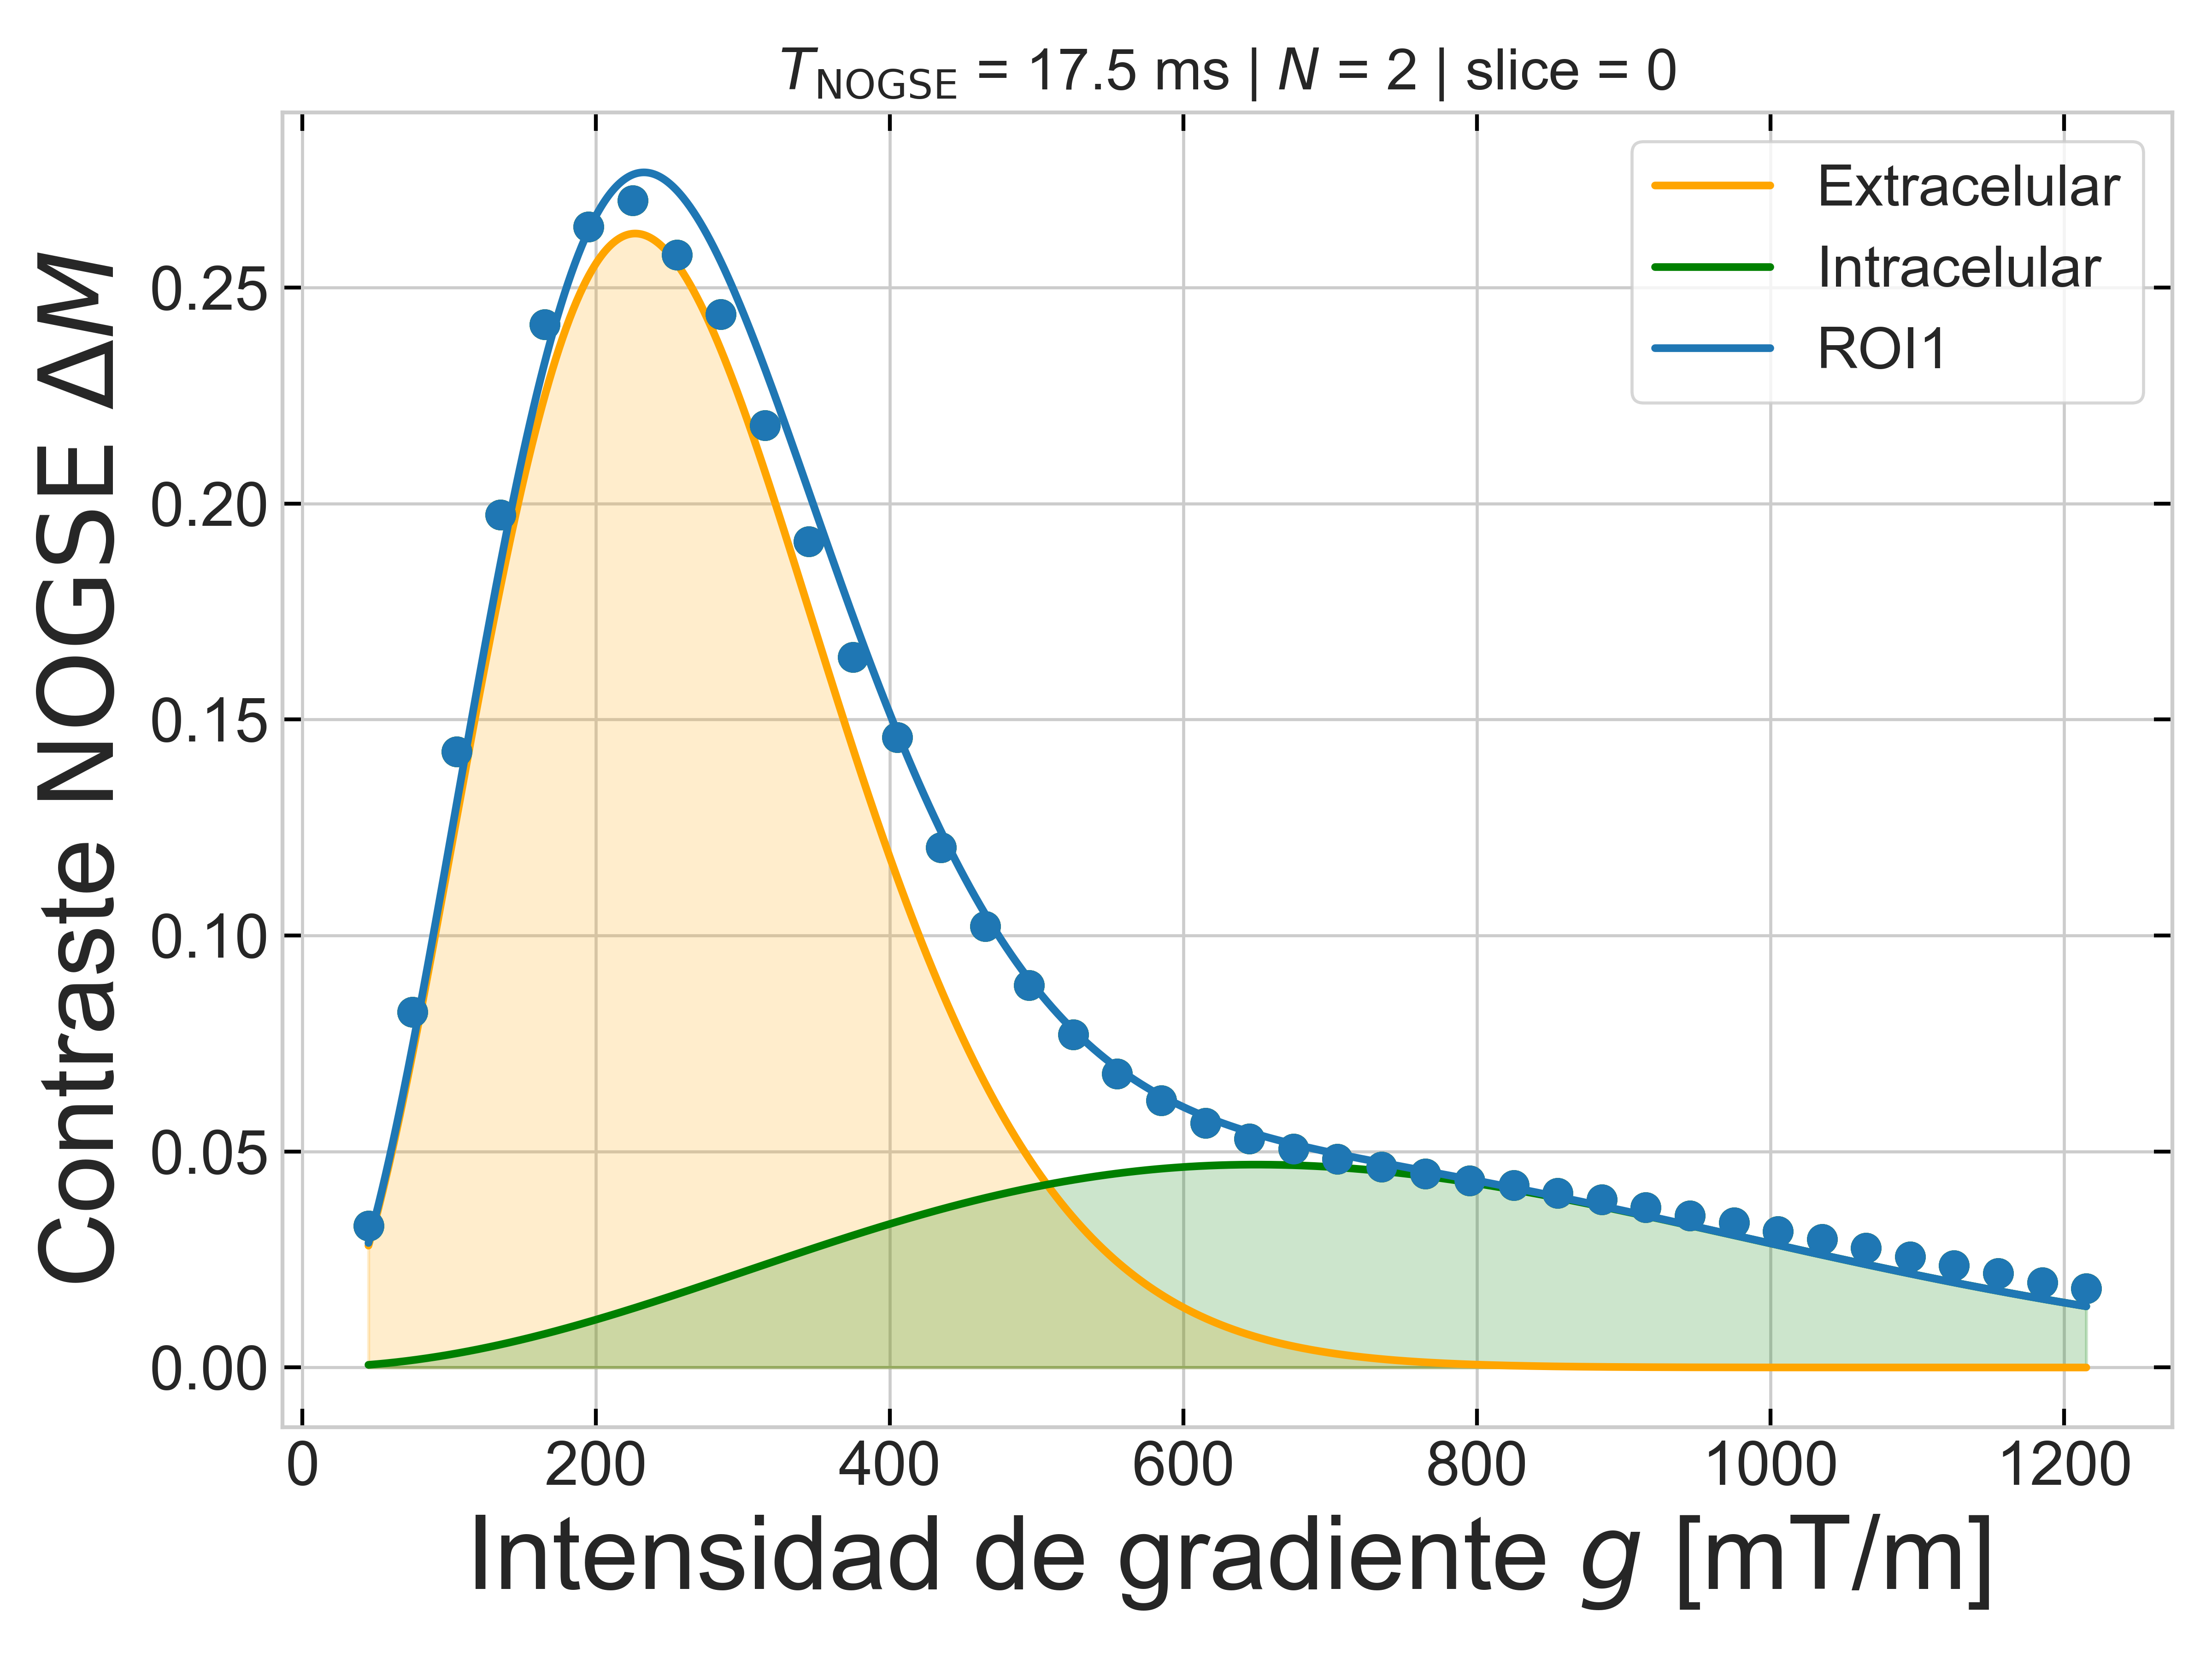 T_NOGSE = 17.5 ms | N = 2 | slice = 0
Extracelular
Intracelular
ROI1
Contraste NOGSE ΔM
0.25
0.20
0.15
0.10
0.05
0.00
0 200 400 600 800 1000 1200
Intensidad de gradiente g [mT/m]